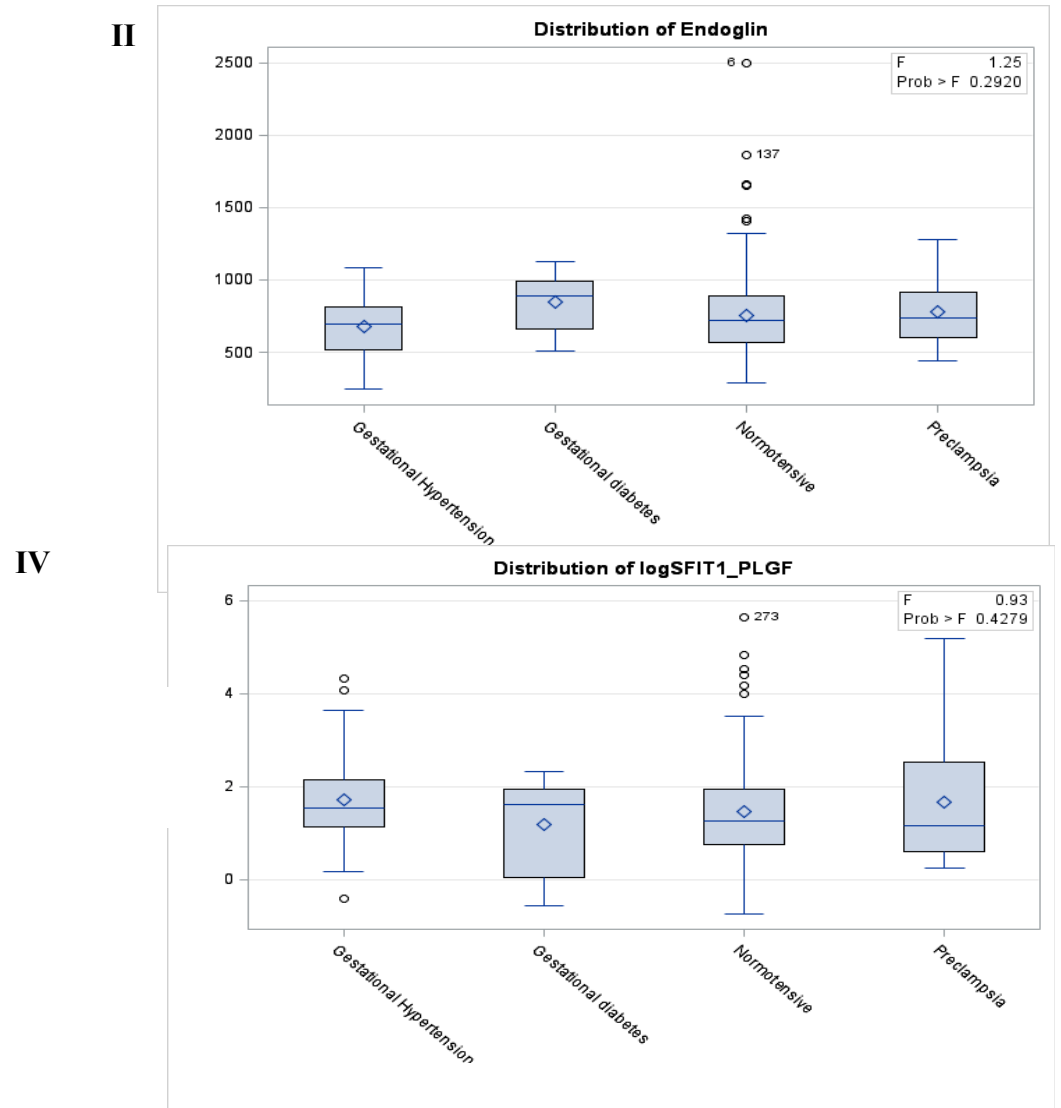 II
Distribution of Endoglin
F 1.25
Prob > F 0.2920
2500
2000
1500
1000
500
6
137
Gestational Hypertension
Gestational diabetes
Normotensive
Preclampsia
IV
Distribution of logSFIT1_PLGF
F 0.93
Prob > F 0.4279
6
4
2
0
273
Gestational Hypertension
Gestational diabetes
Normotensive
Preclampsia